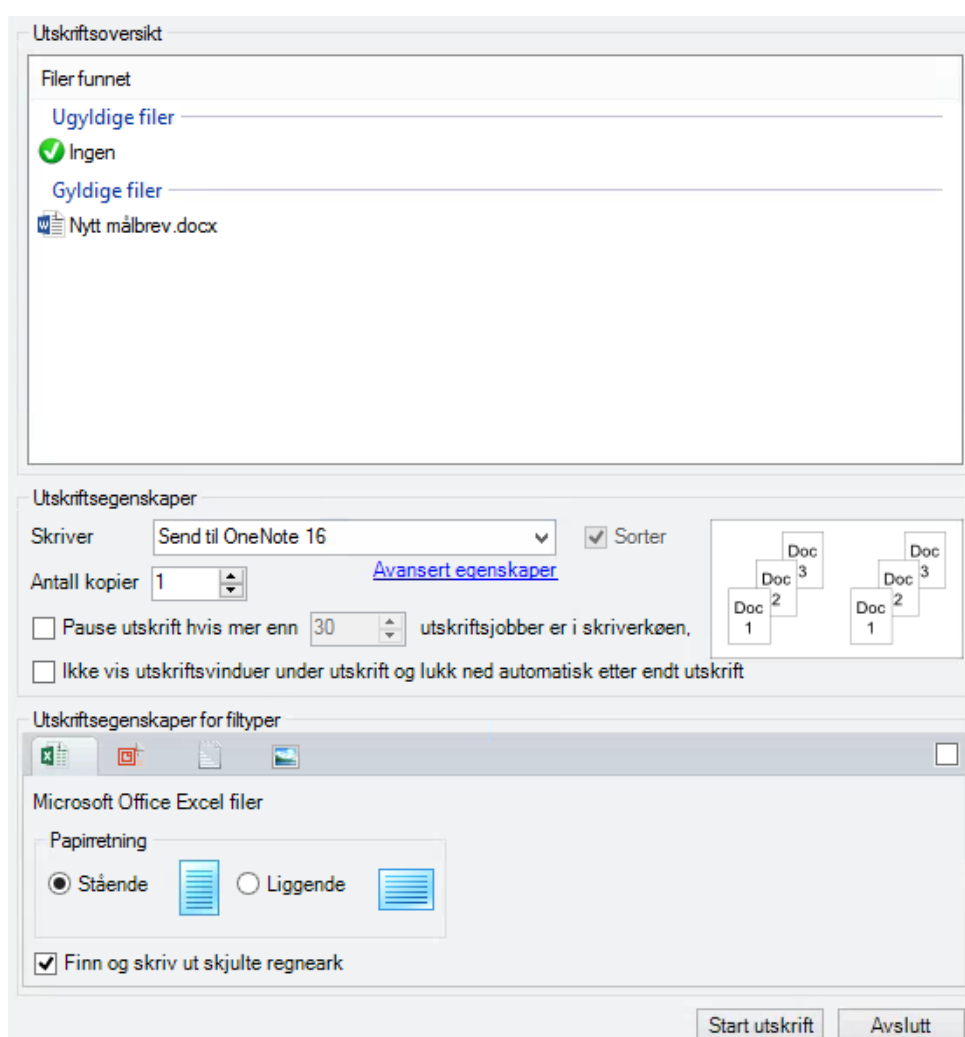 Utskriftsoversikt
Filer funnet
Ugyldige filer
Ingen
Gyldige filer
Nytt målbrev.docx
Utskriftsegenskaper
Skriver Send til OneNote 16 Sorter
Avansert egenskaper
Antall kopier 1
Doc 1 Doc 2 Doc 3 Doc 1 Doc 2 Doc 3
Pause utskrift hvis mer enn 30 utskriftsjobber er i skriverkøen,
Ikke vis utskriftsvinduer under utskrift og lukk ned automatisk etter endt utskrift
Utskriftsegenskaper for filtyper
Microsoft Office Excel filer
Papirretning
Stående Liggende
Finn og skriv ut skjulte regneark
Start utskrift Avslutt